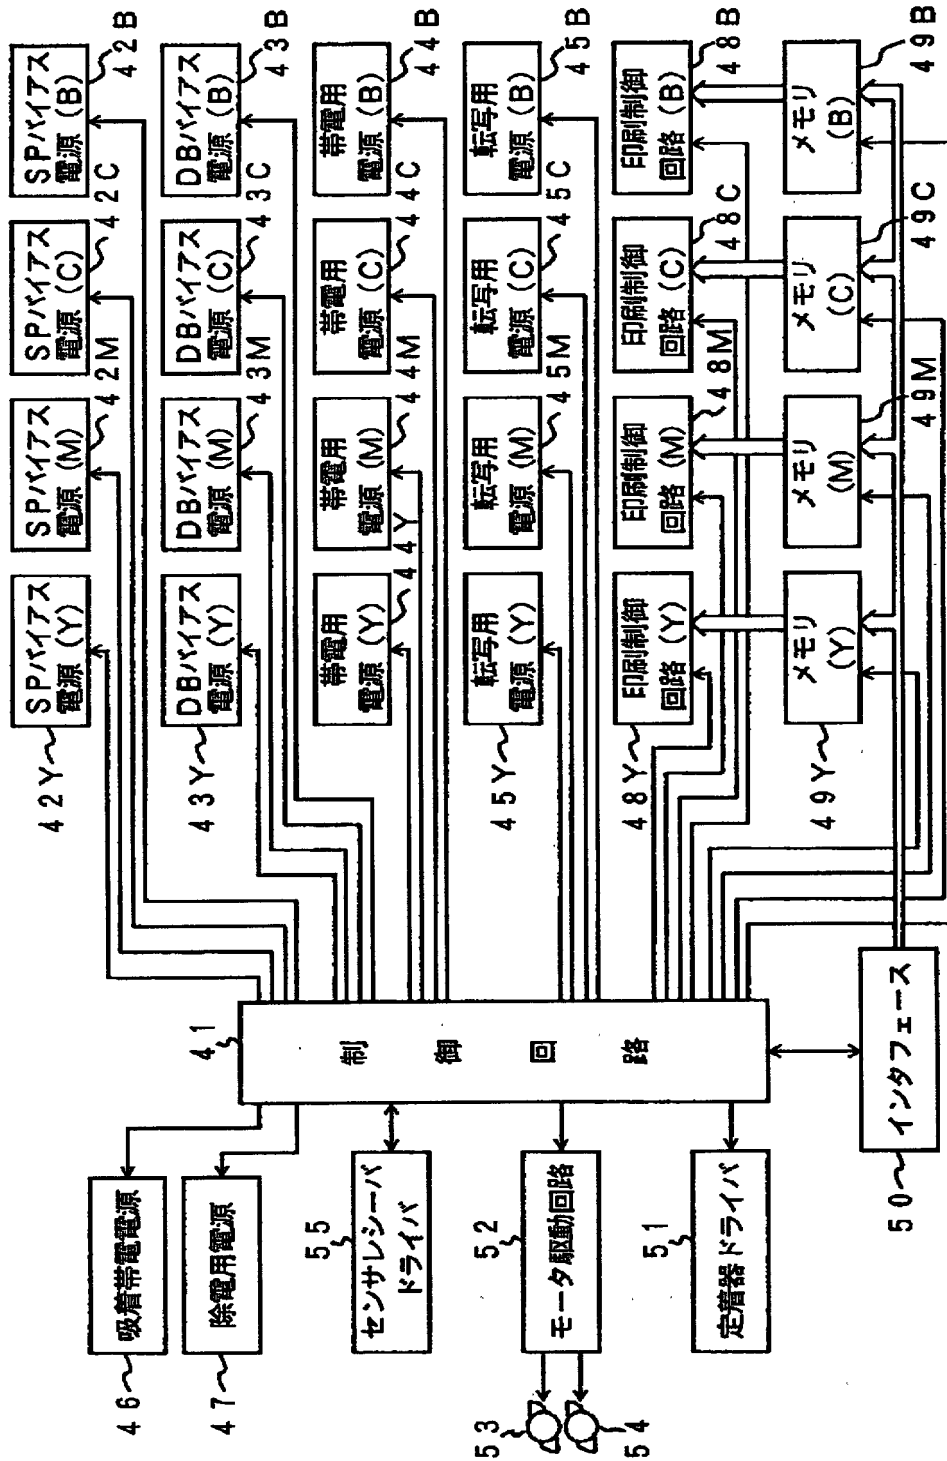 SPバイアス
電源(Y)
42Y
SPバイアス
電源(M)
42M
SPバイアス
電源(C)
42C
SPバイアス
電源(B)
42B
DBバイアス
電源(Y)
43Y
DBバイアス
電源(M)
43M
DBバイアス
電源(C)
43C
DBバイアス
電源(B)
43B
帯電用
電源(Y)
44Y
帯電用
電源(M)
44M
帯電用
電源(C)
44C
帯電用
電源(B)
44B
転写用
電源(Y)
45Y
転写用
電源(M)
45M
転写用
電源(C)
45C
転写用
電源(B)
45B
印刷制御
回路(Y)
48Y
印刷制御
回路(M)
48M
印刷制御
回路(C)
48C
印刷制御
回路(B)
48B
メモリ
(Y)
49Y
メモリ
(M)
49M
メモリ
(C)
49C
メモリ
(B)
49B
41
制御回路
吸着帯電電源
46
除電用電源
47
センサレシーバ
ドライバ
55
モータ駆動回路
52
53
54
定着器ドライバ
51
インタフェース
50